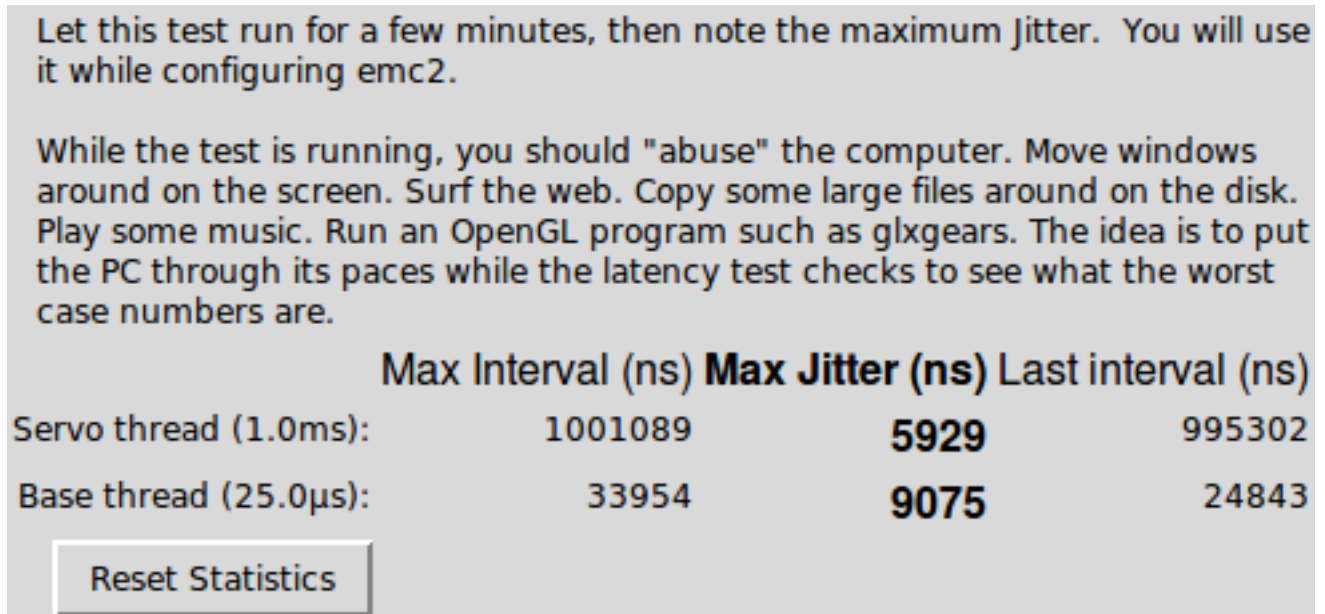 Let this test run for a few minutes, then note the maximum Jitter.  You will use
it while configuring emc2.
While the test is running, you should "abuse" the computer. Move windows
around on the screen. Surf the web. Copy some large files around on the disk.
Play some music. Run an OpenGL program such as glxgears. The idea is to put
the PC through its paces while the latency test checks to see what the worst
case numbers are.
Max Interval (ns) Max Jitter (ns) Last interval (ns)
Servo thread (1.0ms): 1001089 5929 995302
Base thread (25.0µs): 33954 9075 24843
Reset Statistics